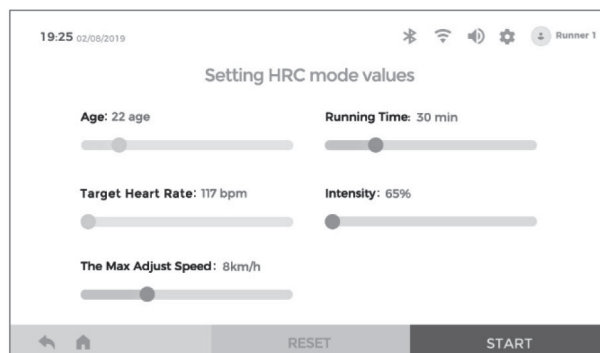 19:25 02/08/2019
Runner 1
Setting HRC mode values
Age: 22 age
Running Time: 30 min
Target Heart Rate: 117 bpm
Intensity: 65%
The Max Adjust Speed: 8km/h
RESET
START